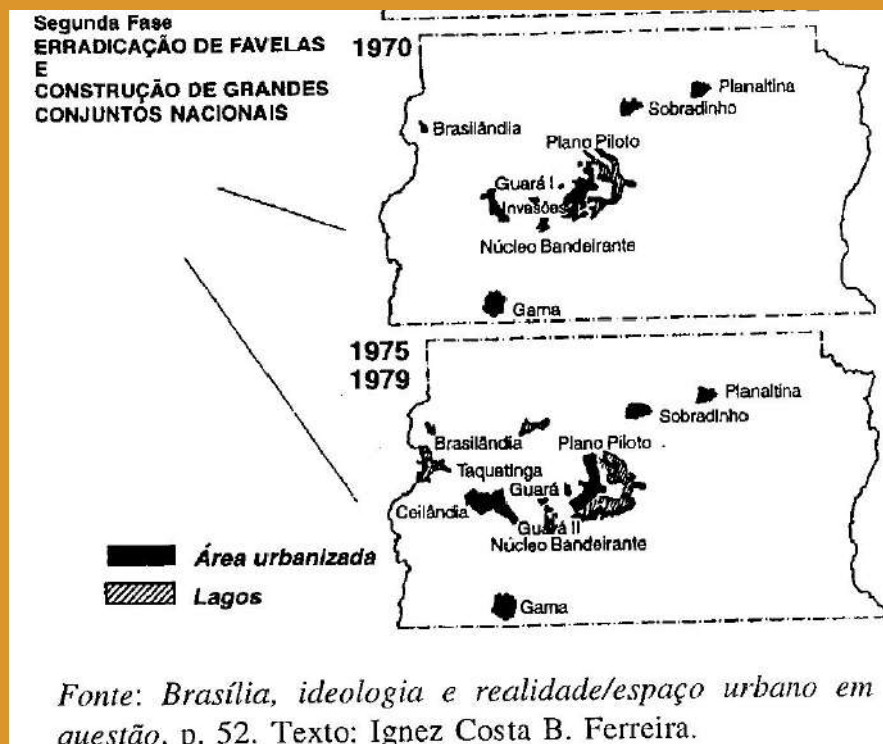 Segunda Fase
ERRADICAÇÃO DE FAVELAS
E
CONSTRUÇÃO DE GRANDES
CONJUNTOS NACIONAIS
1970
Planaltina
Sobradinho
Brasilândia
Plano Piloto
Guará I
Invasões
Núcleo Bandeirante
Gama
1975
1979
Planaltina
Sobradinho
Brasilândia
Plano Piloto
Taquatinga
Guará I
Ceilândia
Guará II
Núcleo Bandeirante
Gama
Área urbanizada
Lagos
Fonte: Brasília, ideologia e realidade/espaço urbano em
questão, p. 52. Texto: Ignez Costa B. Ferreira.